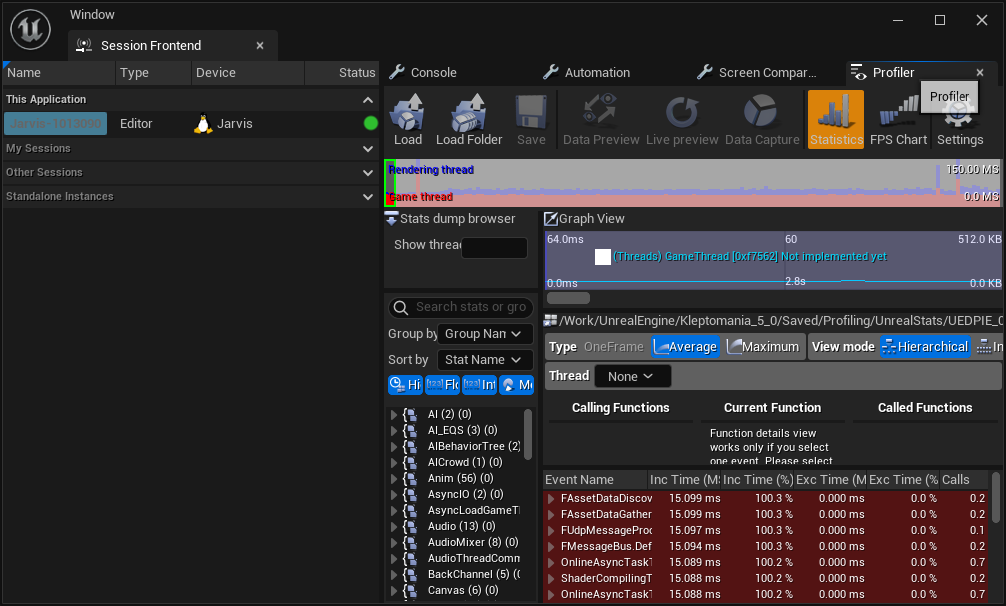 Window
Session Frontend
Name Type Device Status
This Application
Jarvis-1013090 Editor Jarvis
My Sessions
Other Sessions
Standalone Instances
Console Automation Screen Compar... Profiler
Profiler
Load Load Folder Save Data Preview Live preview Data Capture Statistics FPS Chart Settings
Rendering thread 150.00 MS
Game thread 0.0 MS
Stats dump browser
Show threa
Graph View
64.0ms 60 512.0 KB
(Threads) GameThread [0xf7562] Not implemented yet
0.0ms 2.8s 0.0 KB
Search stats or gro
Group by Group Nam
Sort by Stat Name
Hi Flo Int Me
AI (2) (0)
AI_EQS (3) (0)
AIBehaviorTree (2)
AICrowd (1) (0)
Anim (56) (0)
AsyncIO (2) (0)
AsyncLoadGameT
Audio (13) (0)
AudioMixer (8) (0)
AudioThreadComm
BackChannel (5) (
Canvas (6) (0)
/Work/UnrealEngine/Kleptomania_5_0/Saved/Profiling/UnrealStats/UEDPIE_0
Type OneFrame Average Maximum View mode Hierarchical In
Thread None
Calling Functions Current Function Called Functions
Function details view
works only if you select
one event. Please select
Event Name Inc Time (MS Inc Time (%) Exc Time (M Exc Time (% Calls
FAssetDataDiscov 15.099 ms 100.3 % 0.000 ms 0.0 % 0.2
FAssetDataGather 15.099 ms 100.3 % 0.000 ms 0.0 % 0.2
FUdpMessageProc 15.097 ms 100.3 % 0.000 ms 0.0 % 0.1
FMessageBus.Def 15.094 ms 100.3 % 0.000 ms 0.0 % 0.2
OnlineAsyncTaskT 15.089 ms 100.2 % 0.000 ms 0.0 % 0.7
ShaderCompilingT 15.088 ms 100.2 % 0.000 ms 0.0 % 0.2
OnlineAsyncTaskT 15.088 ms 100.2 % 0.000 ms 0.0 % 0.7